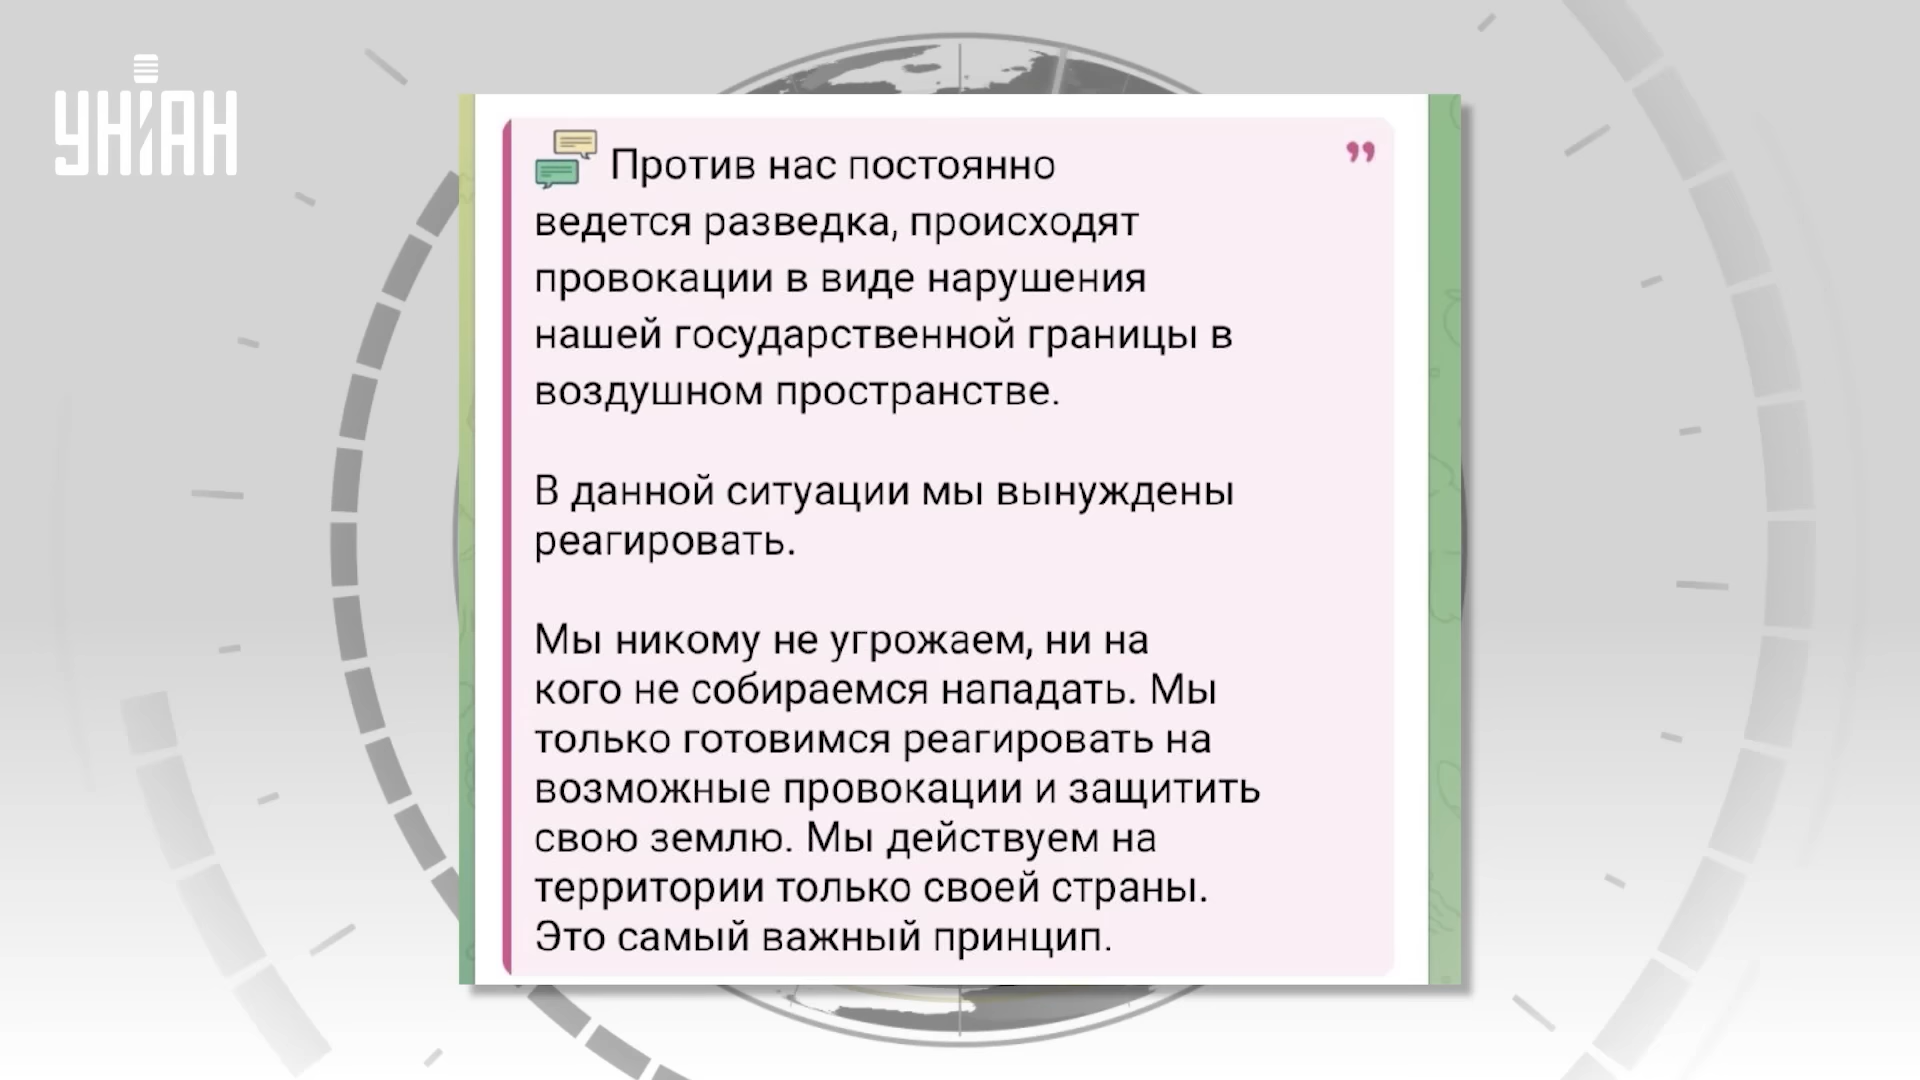 УНІАН
Против нас постоянно
ведется разведка, происходят
провокации в виде нарушения
нашей государственной границы в
воздушном пространстве.
В данной ситуации мы вынуждены
реагировать.
Мы никому не угрожаем, ни на
кого не собираемся нападать. Мы
только готовимся реагировать на
возможные провокации и защитить
свою землю. Мы действуем на
территории только своей страны.
Это самый важный принцип.